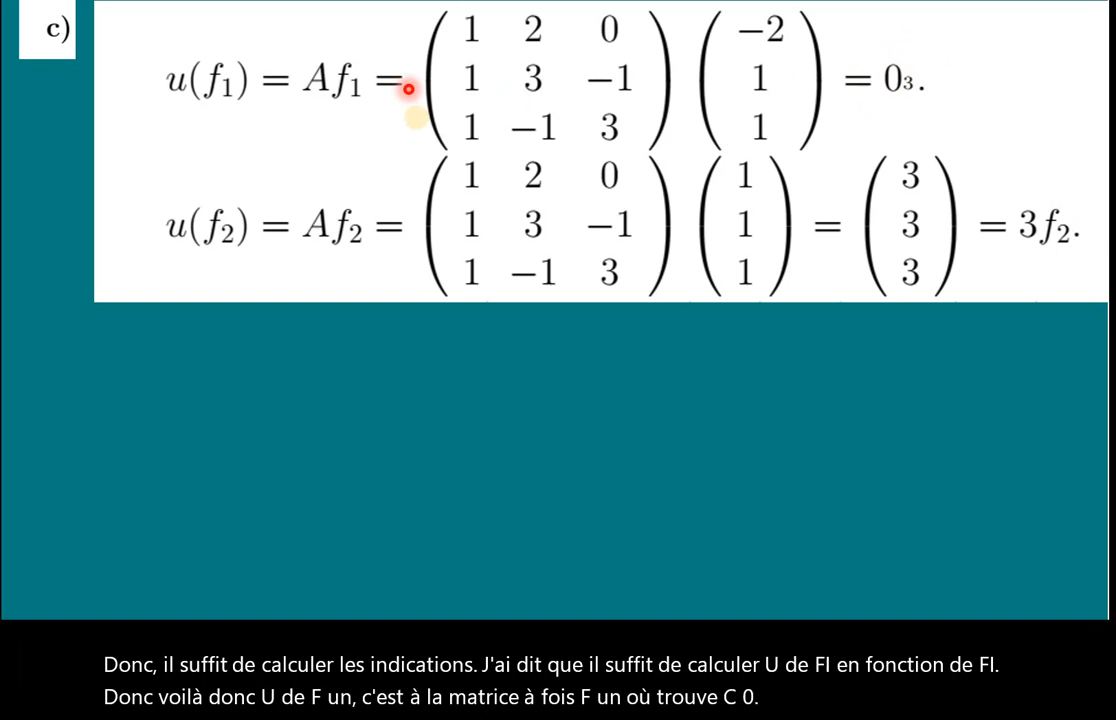 c)
u(f₁) = Af₁ = ( 1 2 0 ; 1 3 −1 ; 1 −1 3 ) ( −2 ; 1 ; 1 ) = 0₃.
u(f₂) = Af₂ = ( 1 2 0 ; 1 3 −1 ; 1 −1 3 ) ( 1 ; 1 ; 1 ) = ( 3 ; 3 ; 3 ) = 3f₂.
Donc, il suffit de calculer les indications. J'ai dit que il suffit de calculer U de FI en fonction de FI.
Donc voilà donc U de F un, c'est à la matrice à fois F un où trouve C 0.